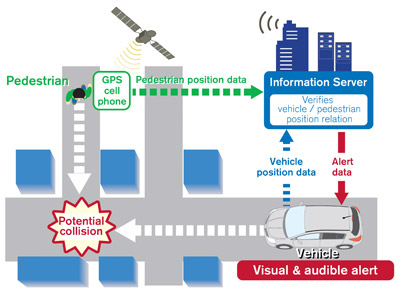 Pedestrian
GPS
cell
phone
Pedestrian position data
Information Server
Verifies
vehicle / pedestrian
position relation
Vehicle
position data
Alert
data
Potential
collision
Vehicle
Visual & audible alert